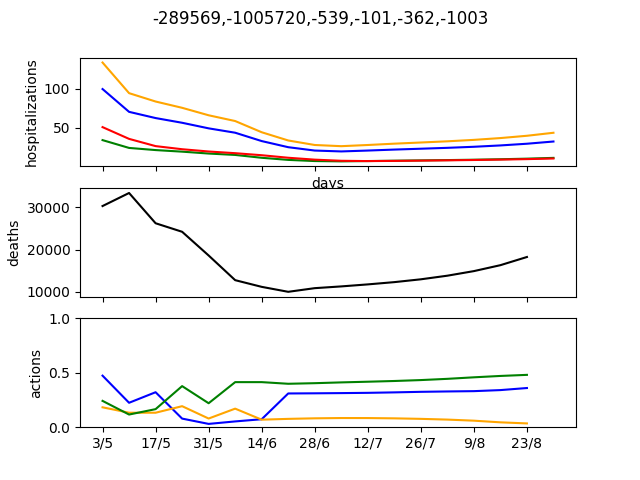 -289569,-1005720,-539,-101,-362,-1003
hospitalizations
100
50
days
deaths
30000
20000
10000
actions
1.0
0.5
0.0
3/5 17/5 31/5 14/6 28/6 12/7 26/7 9/8 23/8